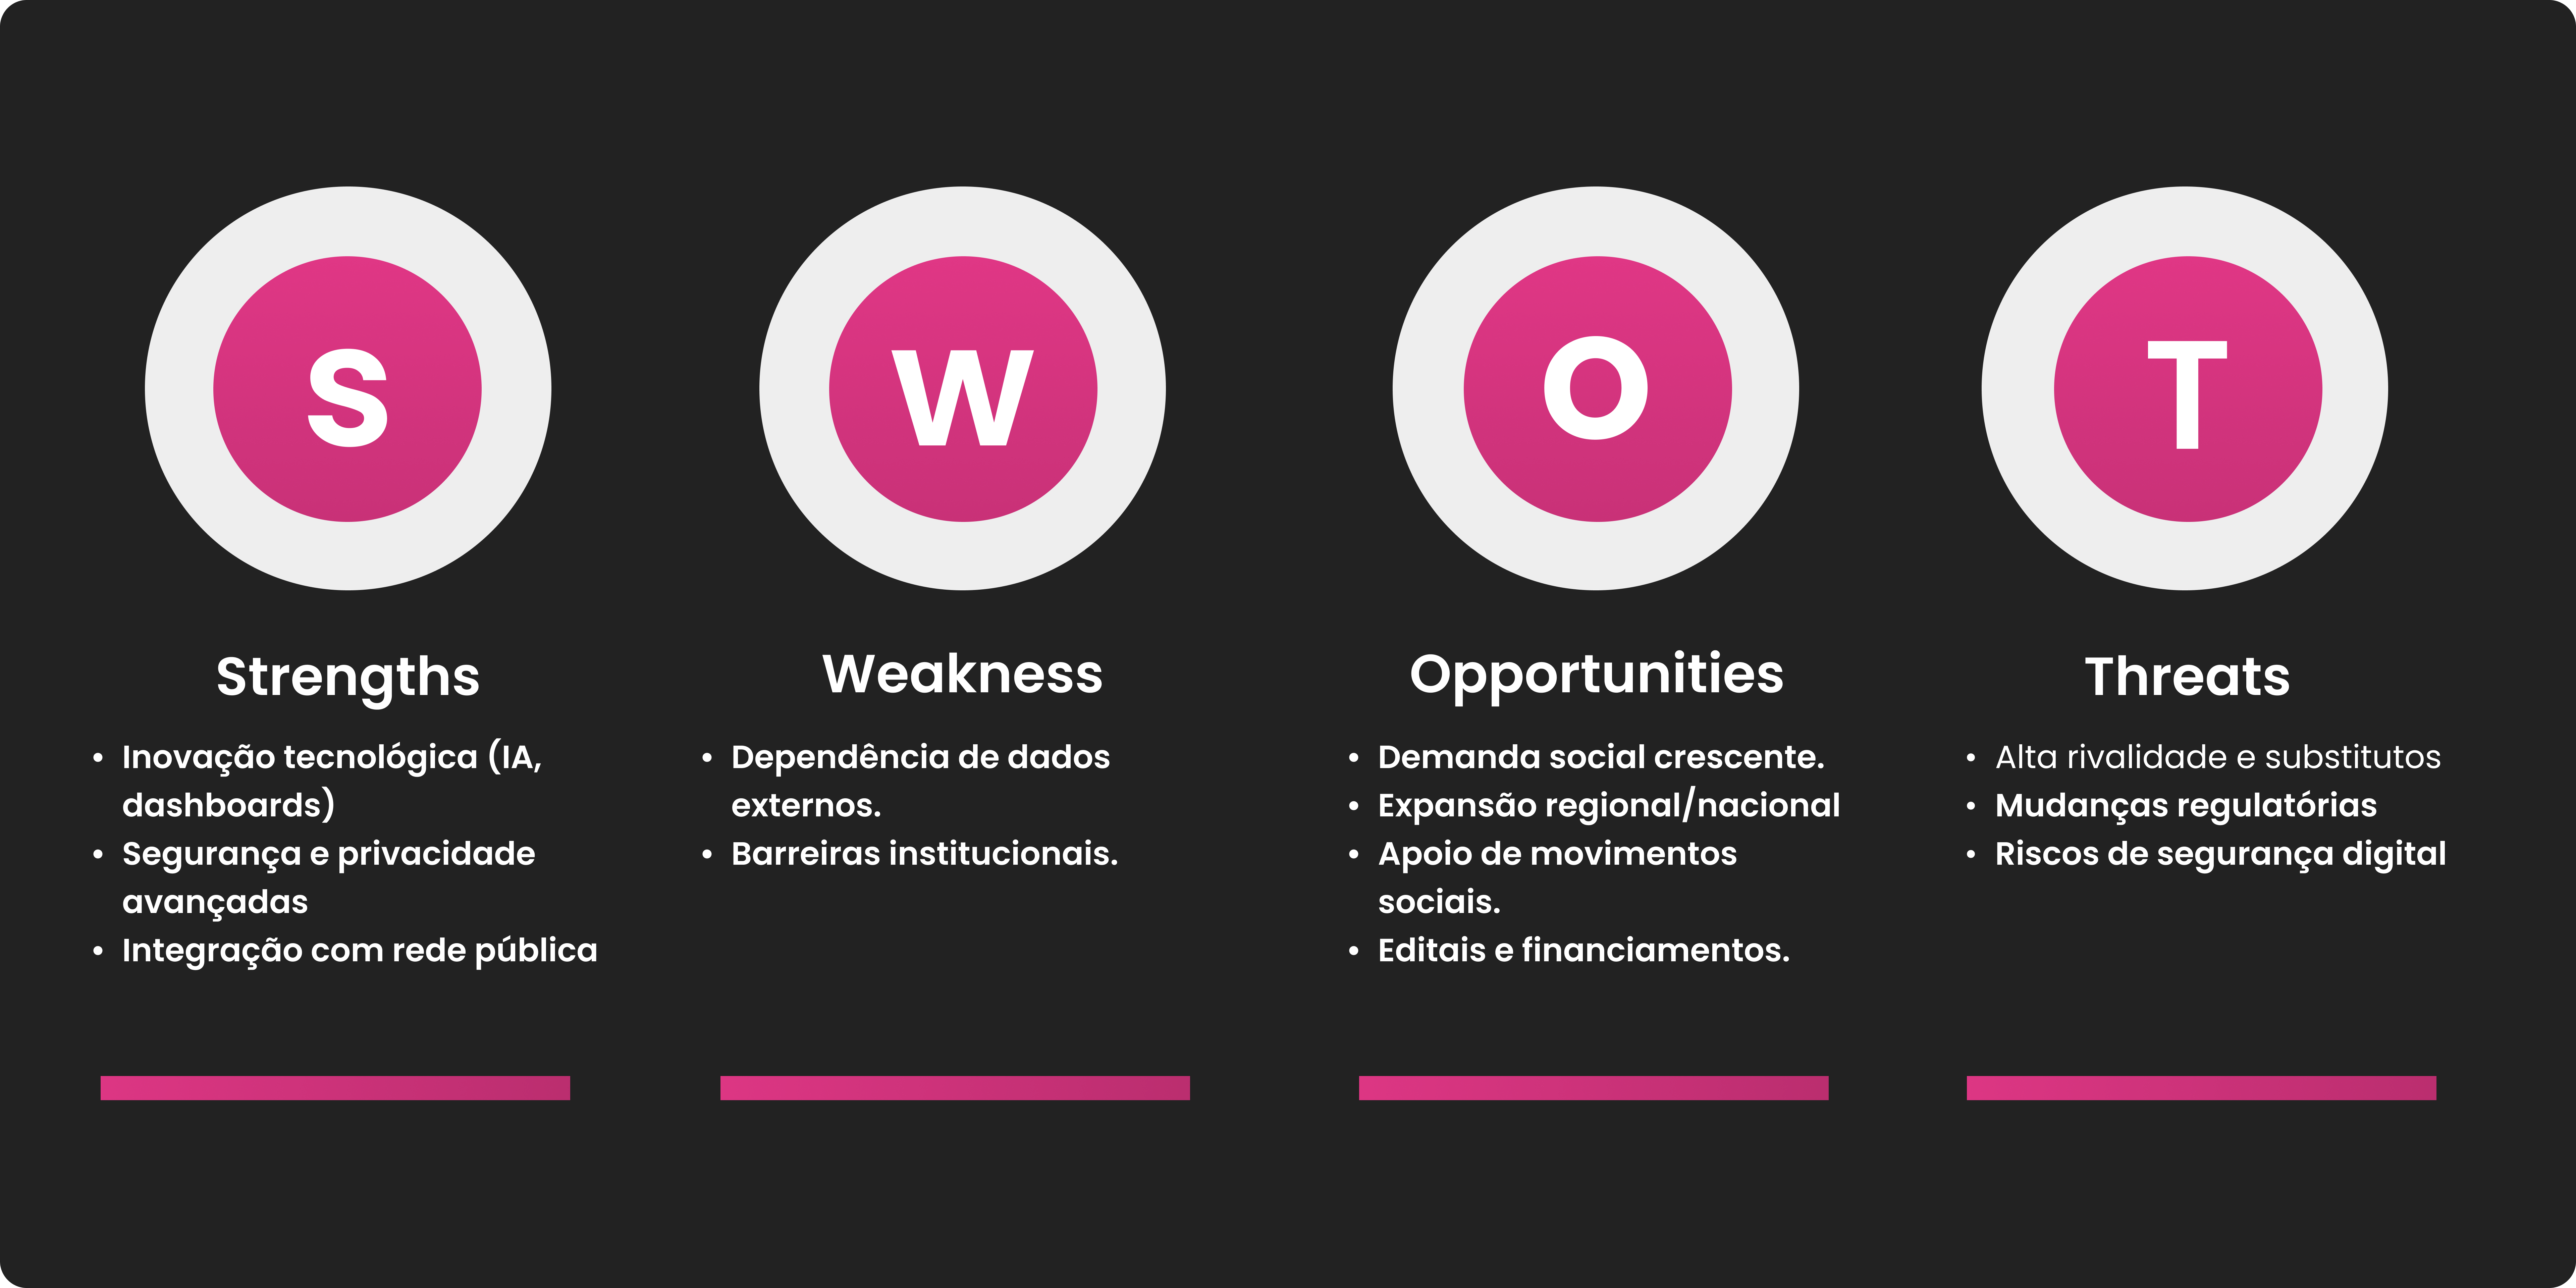 S
W
O
T
Strengths
• Inovação tecnológica (IA,
dashboards)
• Segurança e privacidade
avançadas
• Integração com rede pública
Weakness
• Dependência de dados
externos.
• Barreiras institucionais.
Opportunities
• Demanda social crescente.
• Expansão regional/nacional
• Apoio de movimentos
sociais.
• Editais e financiamentos.
Threats
• Alta rivalidade e substitutos
• Mudanças regulatórias
• Riscos de segurança digital